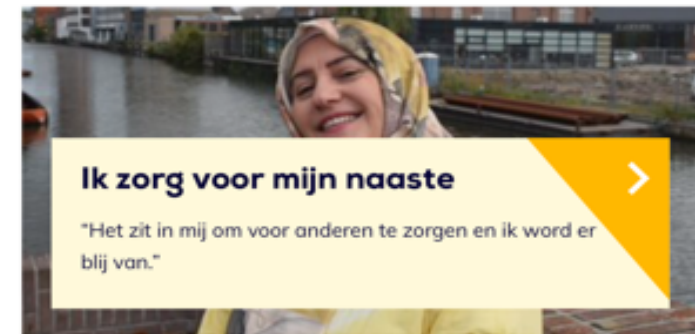 Ik zorg voor mijn naaste
“Het zit in mij om voor anderen te zorgen en ik word er
blij van.”